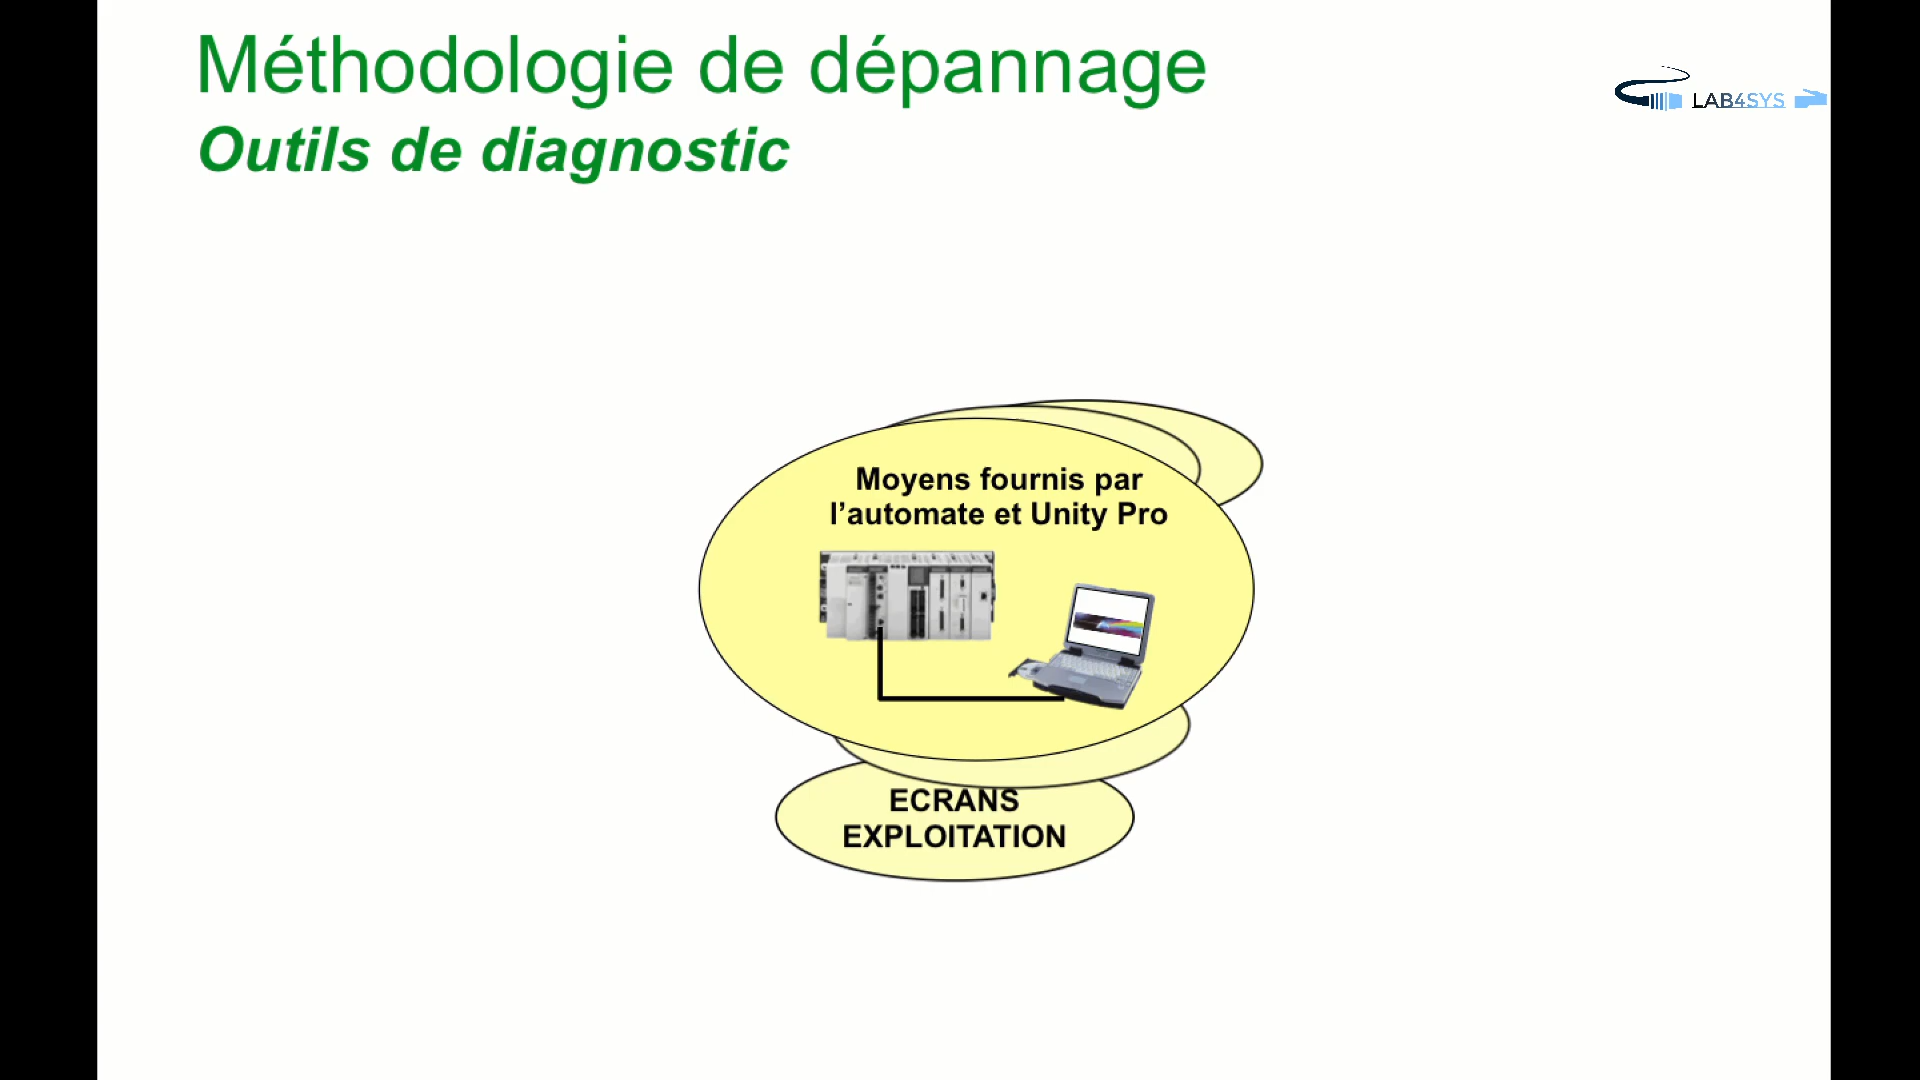 Méthodologie de dépannage
Outils de diagnostic
LAB4SYS
Moyens fournis par
l’automate et Unity Pro
ECRANS
EXPLOITATION